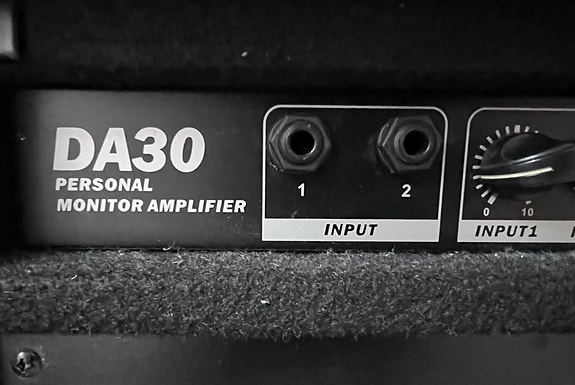 DA30
PERSONAL
MONITOR AMPLIFIER
1 2
INPUT
0 10
INPUT1